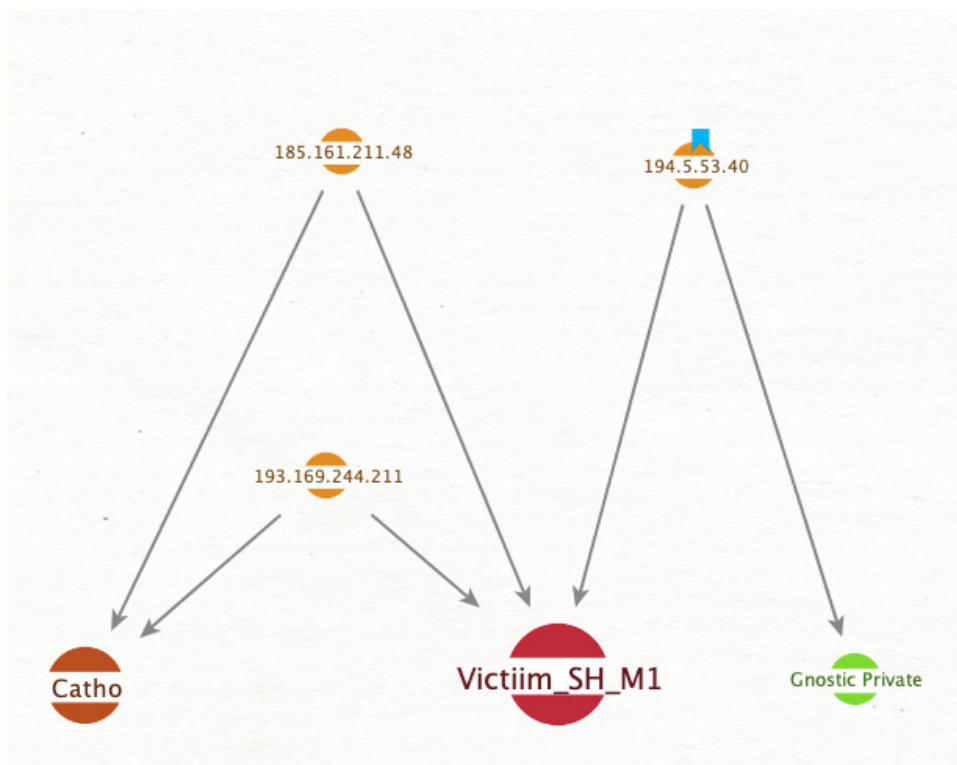 185.161.211.48
194.5.53.40
193.169.244.211
Catho
Victiim_SH_M1
Gnostic Private